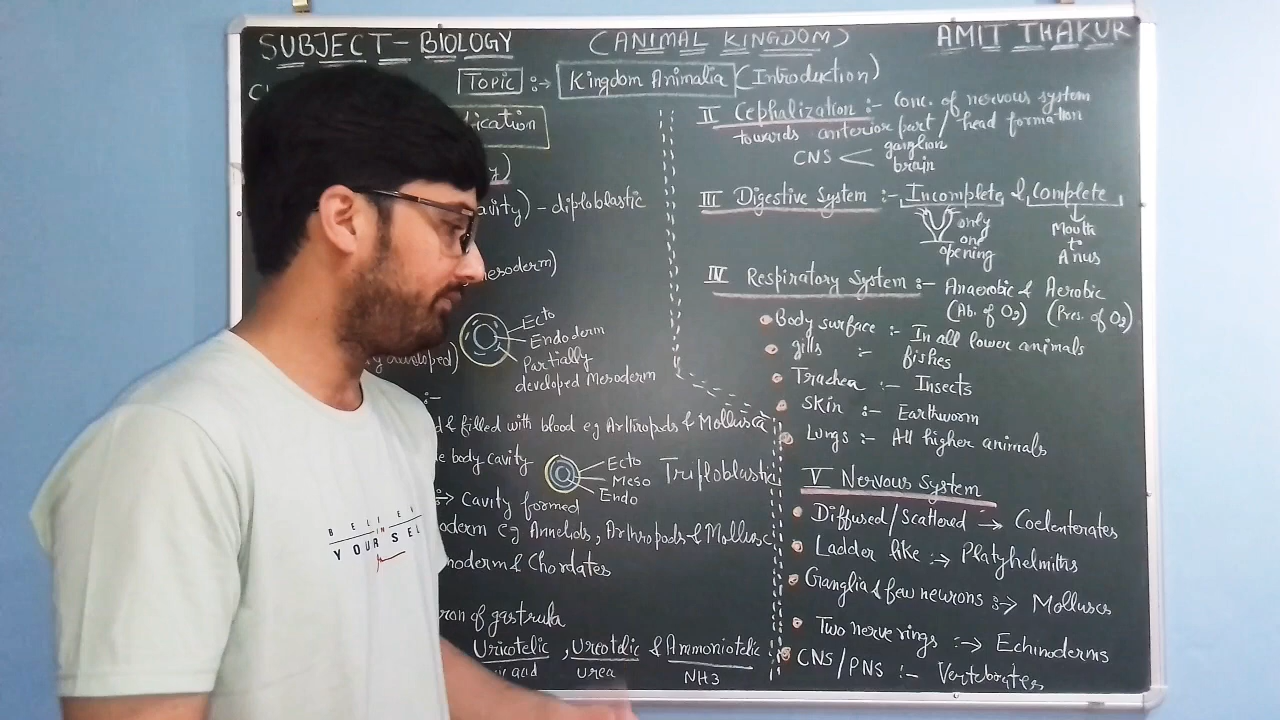 SUBJECT - BIOLOGY
(ANIMAL KINGDOM)
AMIT THAKUR
TOPIC :→ Kingdom Animalia (Introduction)
avity) - diploblastic
Ecto
Endoderm
Partially
developed Mesoderm
d & filled with blood eg Arthropods & Mollusca
e body cavity
Ecto
Meso
Endo
Triploblastic
:→ Cavity formed
oderm eg Annelids, Arthropods & Mollusc
& Chordates
of gastrula
Uricotelic, Ureotelic & Ammoniotelic
urea NH3
II Cephalization :- Conc. of nervous system
towards anterior part / head formation
CNS < ganglion
brain
III Digestive System :- Incomplete & Complete
only
one
opening
Mouth
to
Anus
IV Respiratory System :- Anaerobic & Aerobic
(Ab. of O2) (Pres. of O2)
Body surface :- In all lower animals
gills :- fishes
Trachea :- Insects
Skin :- Earthworm
Lungs :- All higher animals
V Nervous System
Diffused/Scattered → Coelenterates
Ladder like :→ Platyhelmiths
Ganglia & few neurons :→ Molluscs
Two nerve rings :→ Echinoderms
CNS/PNS :- Vertebrates
BELIEV
IN
YOURSEL